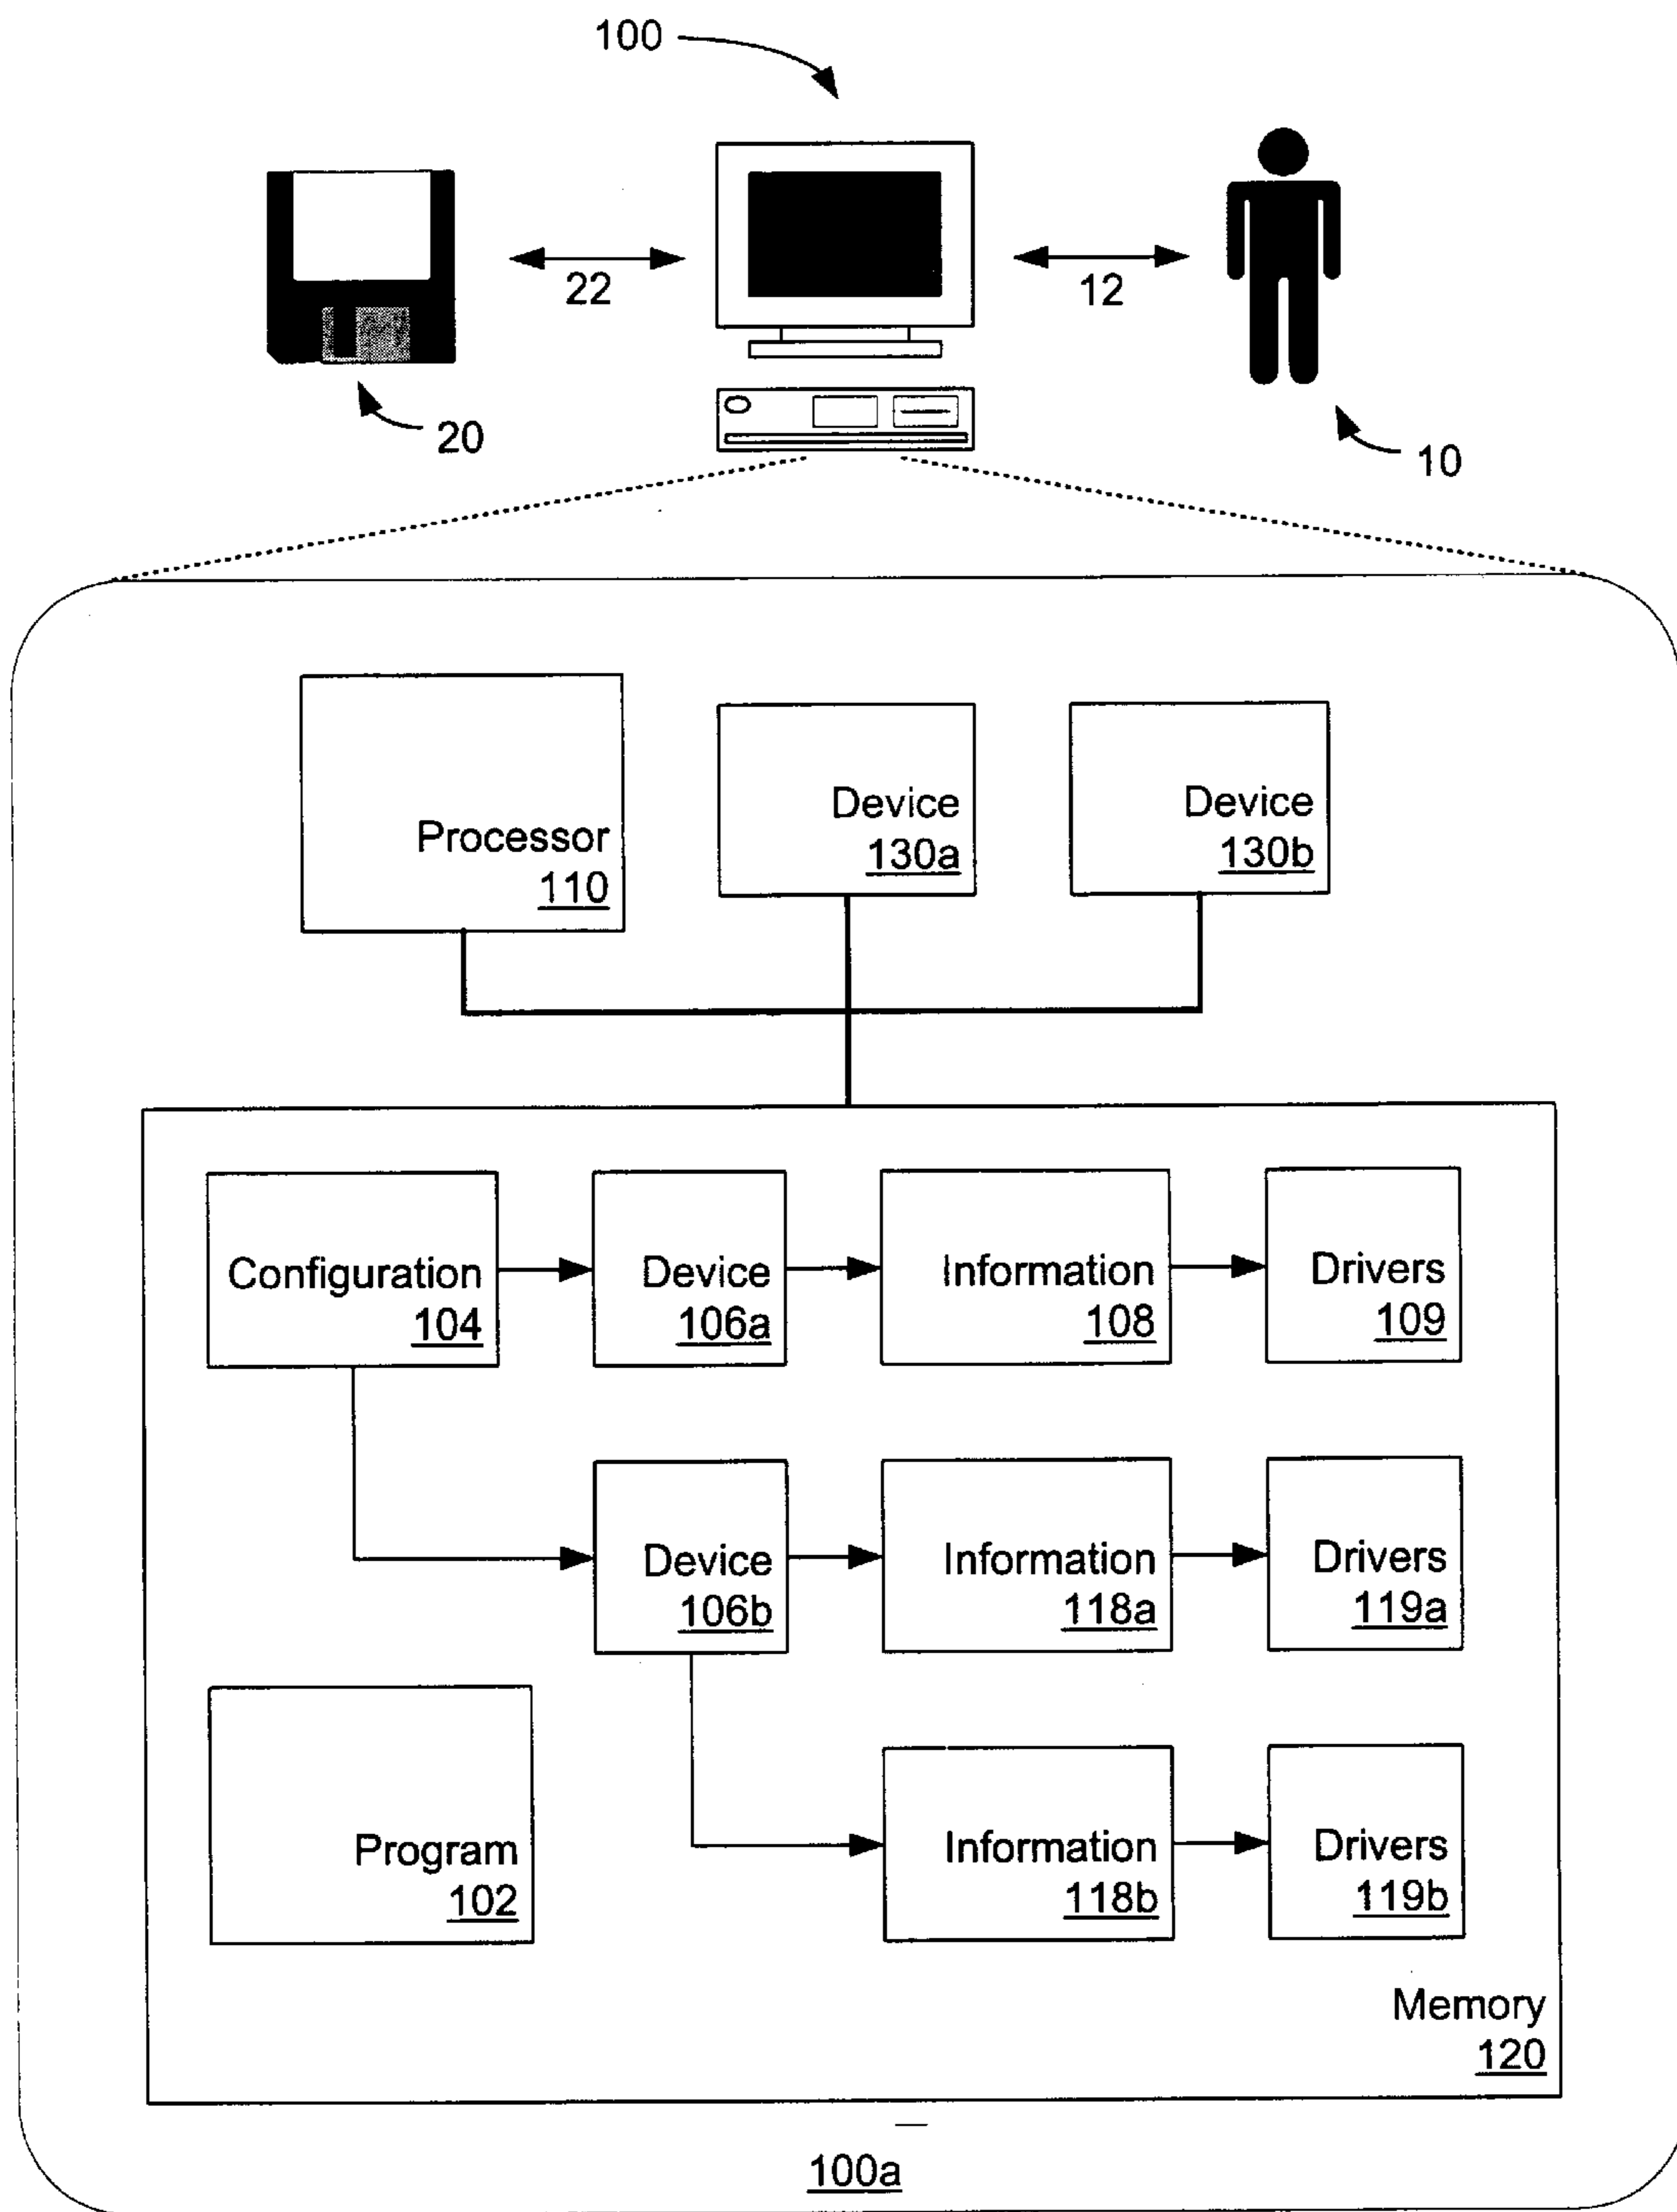 100
22
12
20
10
Processor
110
Device
130a
Device
130b
Configuration
104
Device
106a
Information
108
Drivers
109
Device
106b
Information
118a
Drivers
119a
Program
102
Information
118b
Drivers
119b
Memory
120
100a